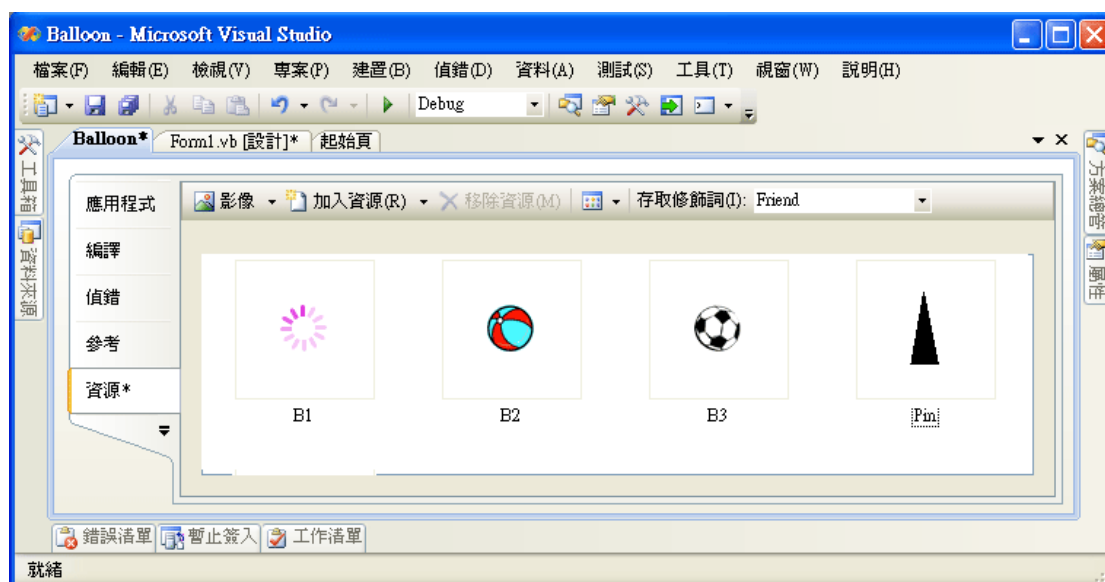 Balloon - Microsoft Visual Studio
檔案(F) 編輯(E) 檢視(V) 專案(P) 建置(B) 偵錯(D) 資料(A) 測試(S) 工具(T) 視窗(W) 說明(H)
Debug
Balloon* Form1.vb [設計]* 起始頁
工具箱
資料來源
應用程式
編譯
偵錯
參考
資源*
影像 加入資源(R) 移除資源(M) 存取修飾詞(I): Friend
B1 B2 B3 Pin
方案總管
屬性
錯誤清單 暫止簽入 工作清單
就緒